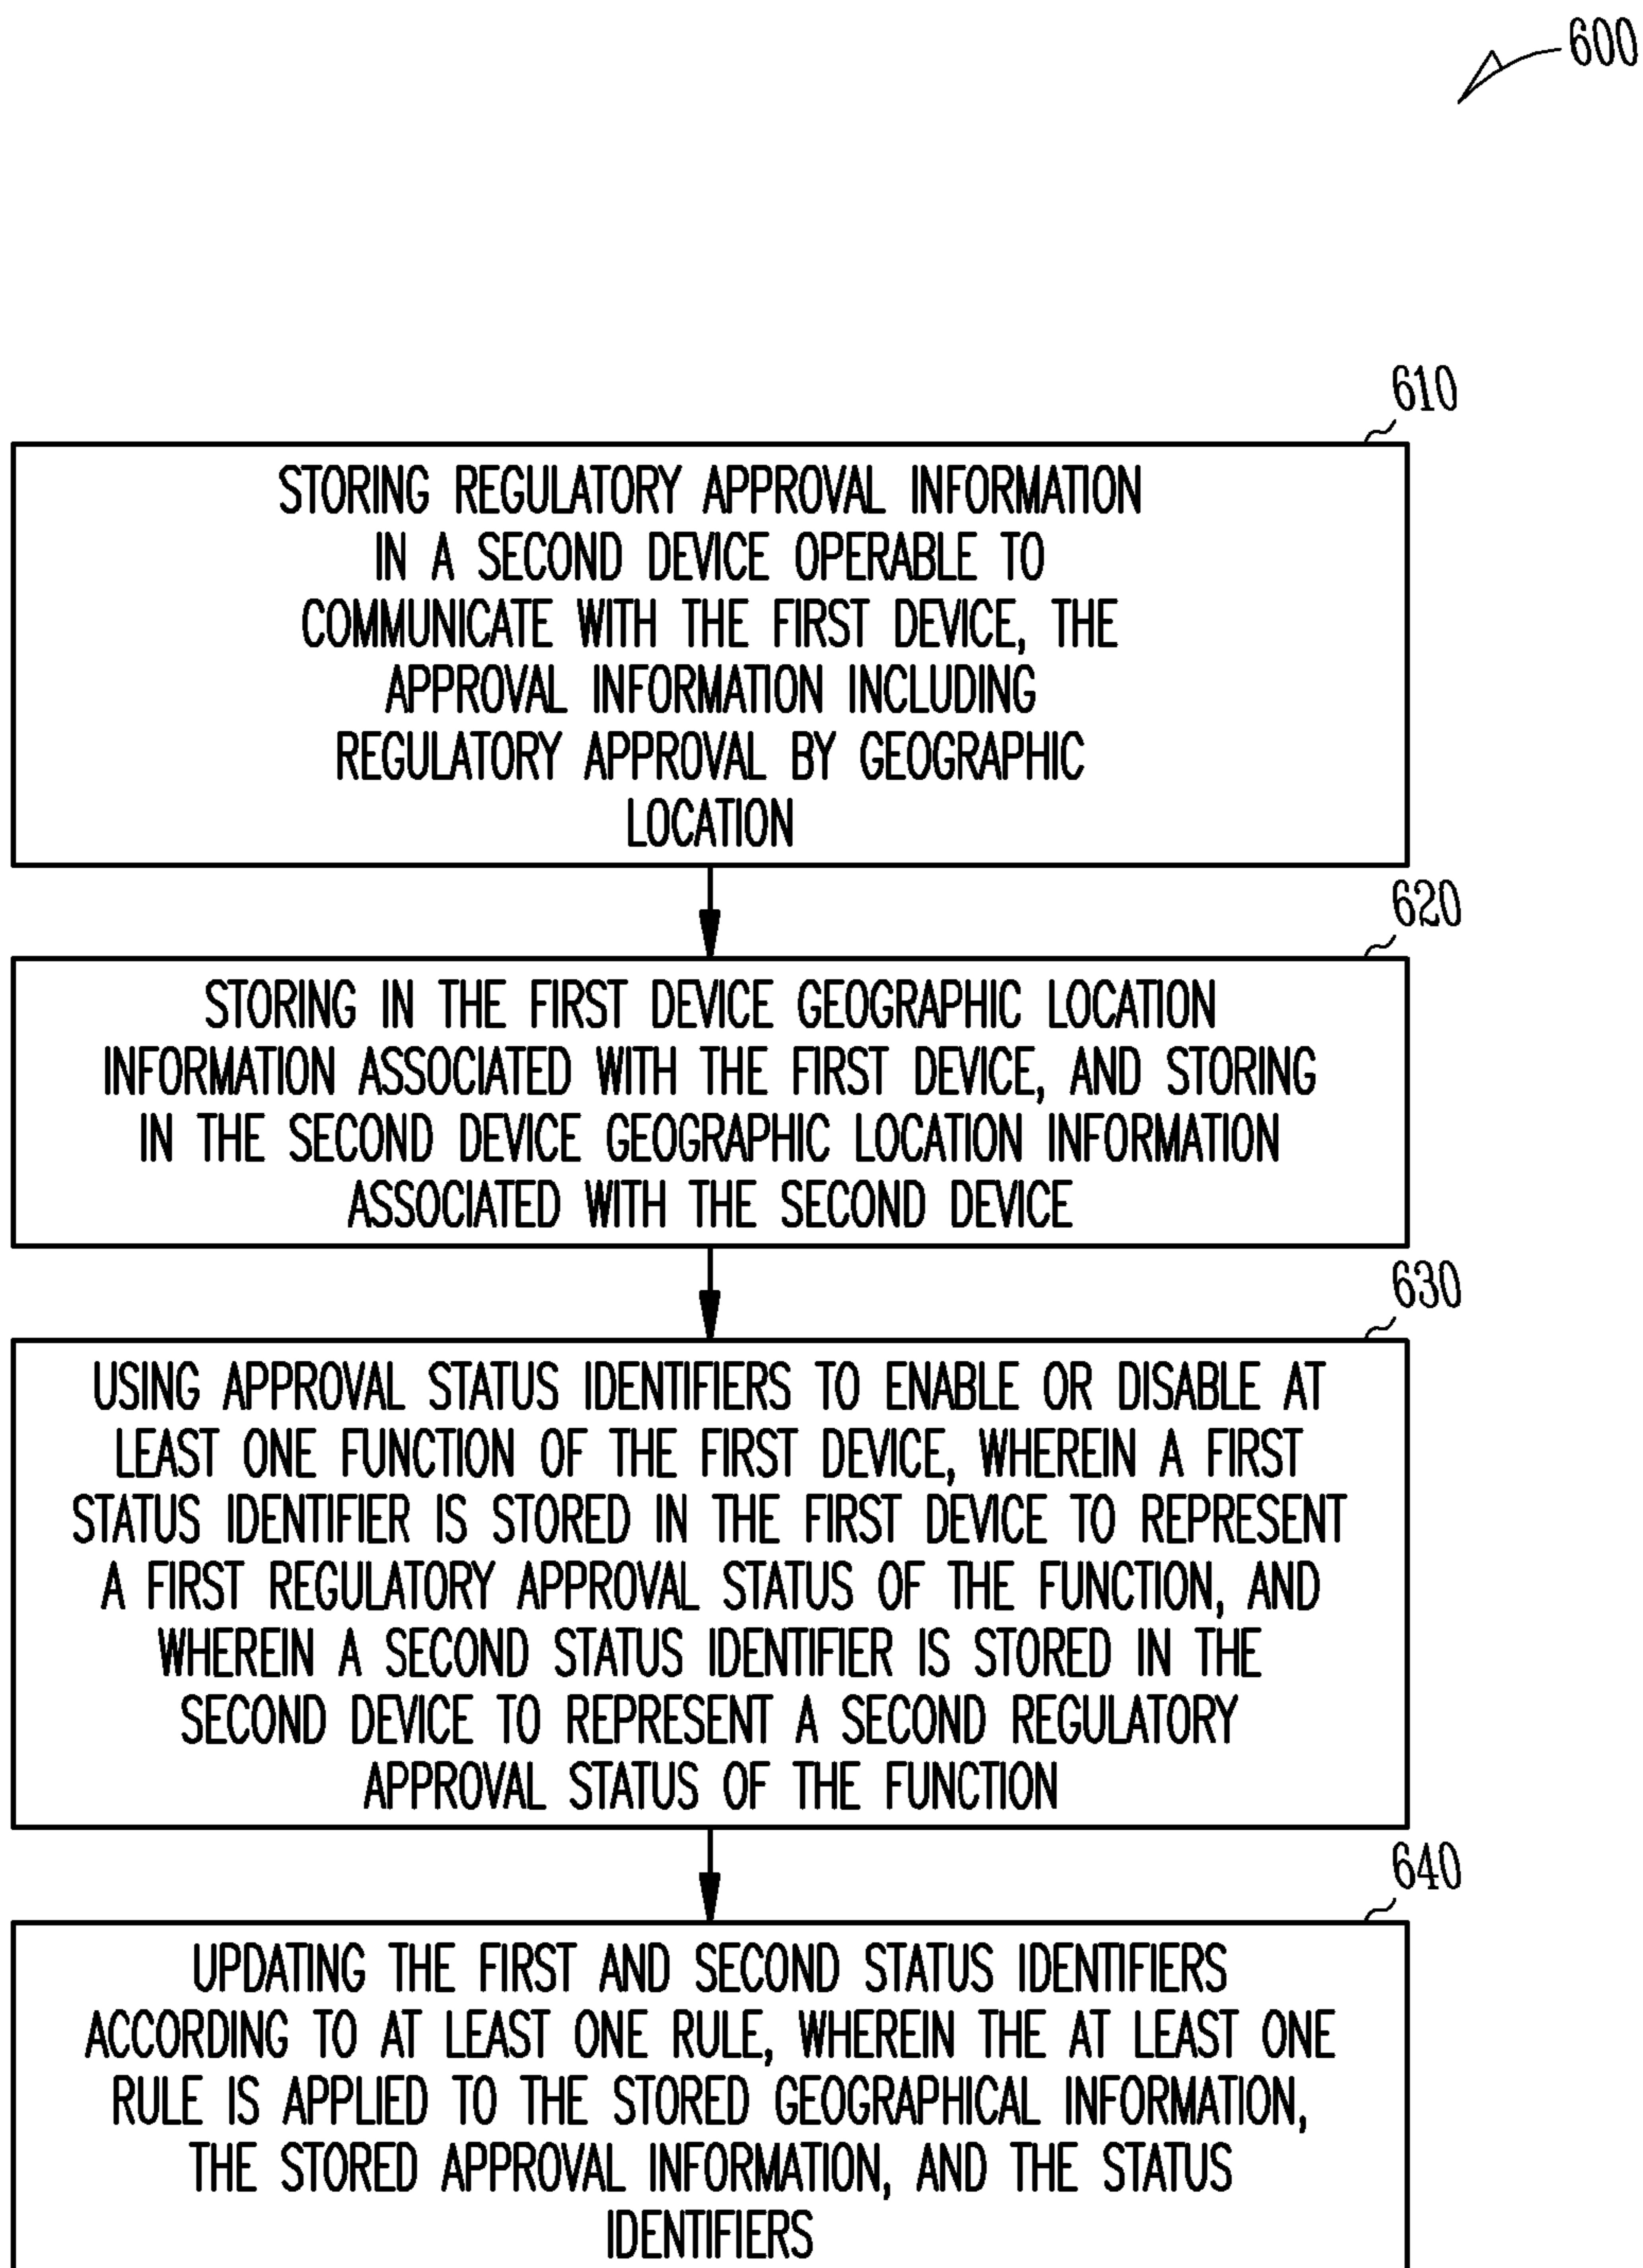 600
610
STORING REGULATORY APPROVAL INFORMATION
IN A SECOND DEVICE OPERABLE TO
COMMUNICATE WITH THE FIRST DEVICE, THE
APPROVAL INFORMATION INCLUDING
REGULATORY APPROVAL BY GEOGRAPHIC
LOCATION
620
STORING IN THE FIRST DEVICE GEOGRAPHIC LOCATION
INFORMATION ASSOCIATED WITH THE FIRST DEVICE, AND STORING
IN THE SECOND DEVICE GEOGRAPHIC LOCATION INFORMATION
ASSOCIATED WITH THE SECOND DEVICE
630
USING APPROVAL STATUS IDENTIFIERS TO ENABLE OR DISABLE AT
LEAST ONE FUNCTION OF THE FIRST DEVICE, WHEREIN A FIRST
STATUS IDENTIFIER IS STORED IN THE FIRST DEVICE TO REPRESENT
A FIRST REGULATORY APPROVAL STATUS OF THE FUNCTION, AND
WHEREIN A SECOND STATUS IDENTIFIER IS STORED IN THE
SECOND DEVICE TO REPRESENT A SECOND REGULATORY
APPROVAL STATUS OF THE FUNCTION
640
UPDATING THE FIRST AND SECOND STATUS IDENTIFIERS
ACCORDING TO AT LEAST ONE RULE, WHEREIN THE AT LEAST ONE
RULE IS APPLIED TO THE STORED GEOGRAPHICAL INFORMATION,
THE STORED APPROVAL INFORMATION, AND THE STATUS
IDENTIFIERS